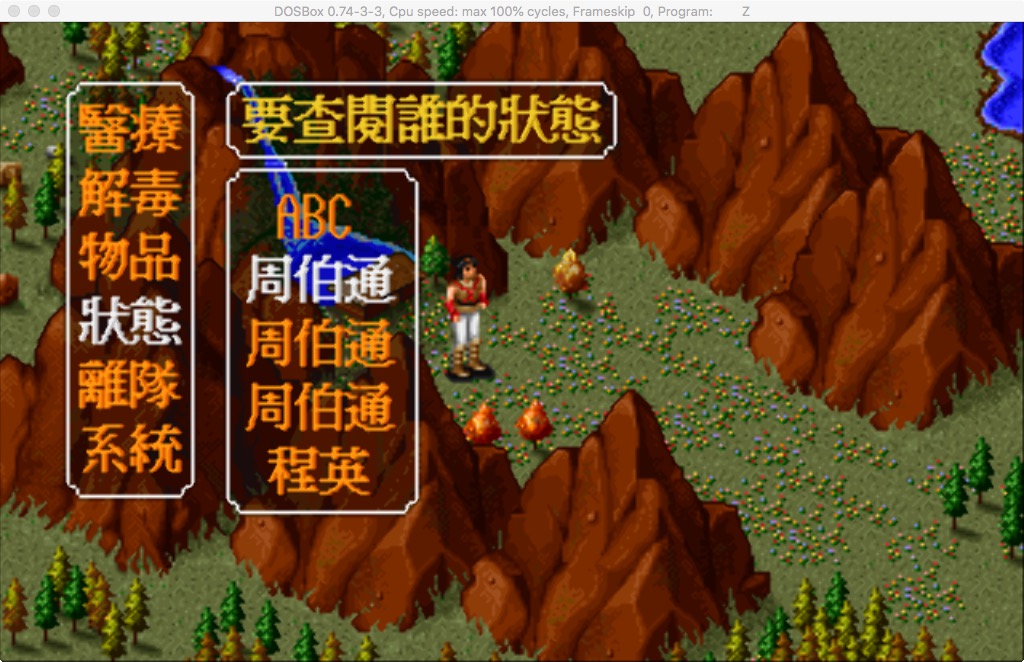 DOSBox 0.74-3-3, Cpu speed: max 100% cycles, Frameskip 0, Program: Z
醫療
解毒
物品
狀態
離隊
系統
要查閱誰的狀態
ABC
周伯通
周伯通
周伯通
程英